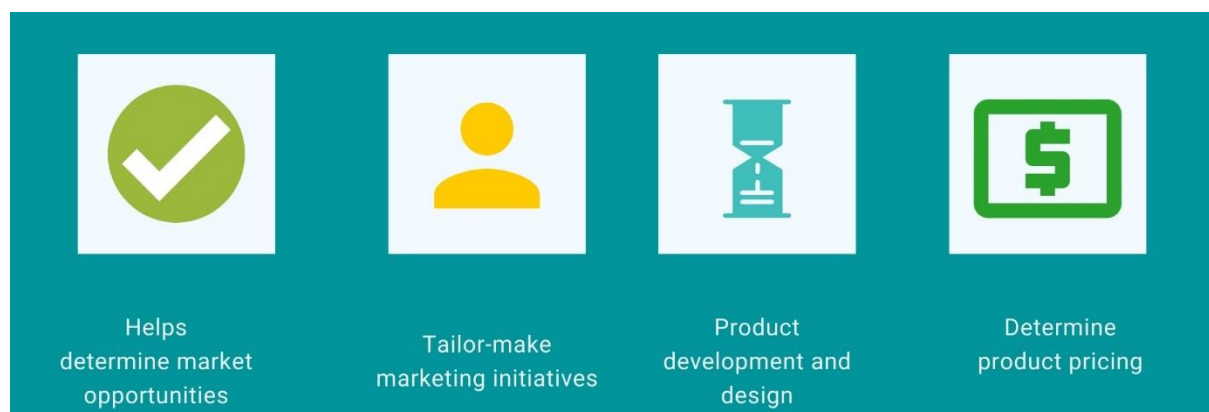 Helps
determine market
opportunities
Tailor-make
marketing initiatives
Product
development and
design
Determine
product pricing